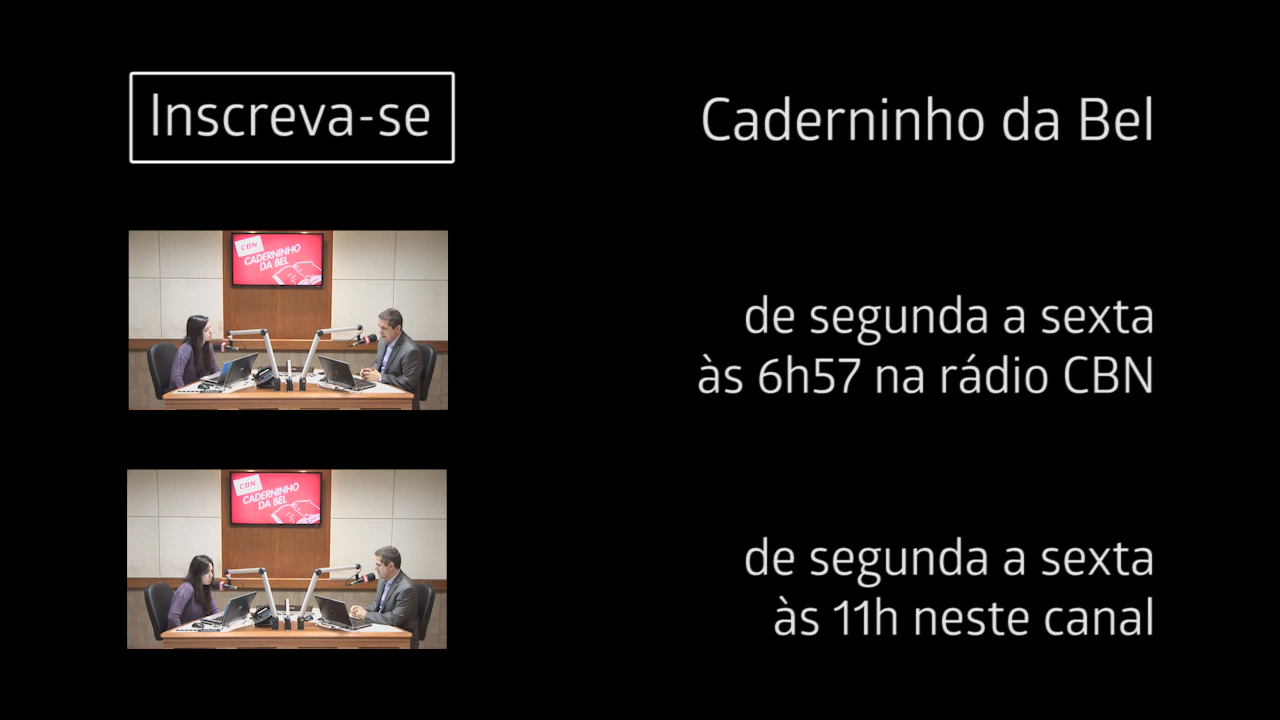 Inscreva-se
Caderninho da Bel
CBN
CADERNINHO
DA BEL
de segunda a sexta
às 6h57 na rádio CBN
CBN
CADERNINHO
DA BEL
de segunda a sexta
às 11h neste canal